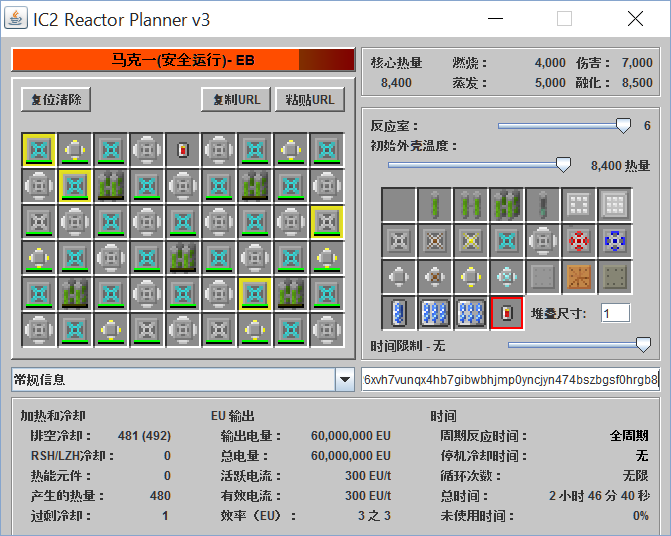 IC2 Reactor Planner v3
马克一(安全运行)- EB
核心热量 燃烧： 4,000 伤害： 7,000
8,400 蒸发： 5,000 融化： 8,500
复位清除 复制URL 粘贴URL
反应室： 6
初始外壳温度：
8,400 热量
堆叠尺寸： 1
时间限制 - 无
常规信息 6xvh7vunqx4hb7gibwbhjmp0yncjyn474bszbgsf0hrgb8
加热和冷却 EU 输出 时间
排空冷却： 481 (492) 输出电量： 60,000,000 EU 周期反应时间： 全周期
RSH/LZH冷却： 0 总电量： 60,000,000 EU 停机冷却时间： 无
热能元件： 0 活跃电流： 300 EU/t 循环次数： 无限
产生的热量： 480 有效电流： 300 EU/t 总时间： 2 小时 46 分 40 秒
过剩冷却： 1 效率〈EU〉： 3 之 3 未使用时间： 0%